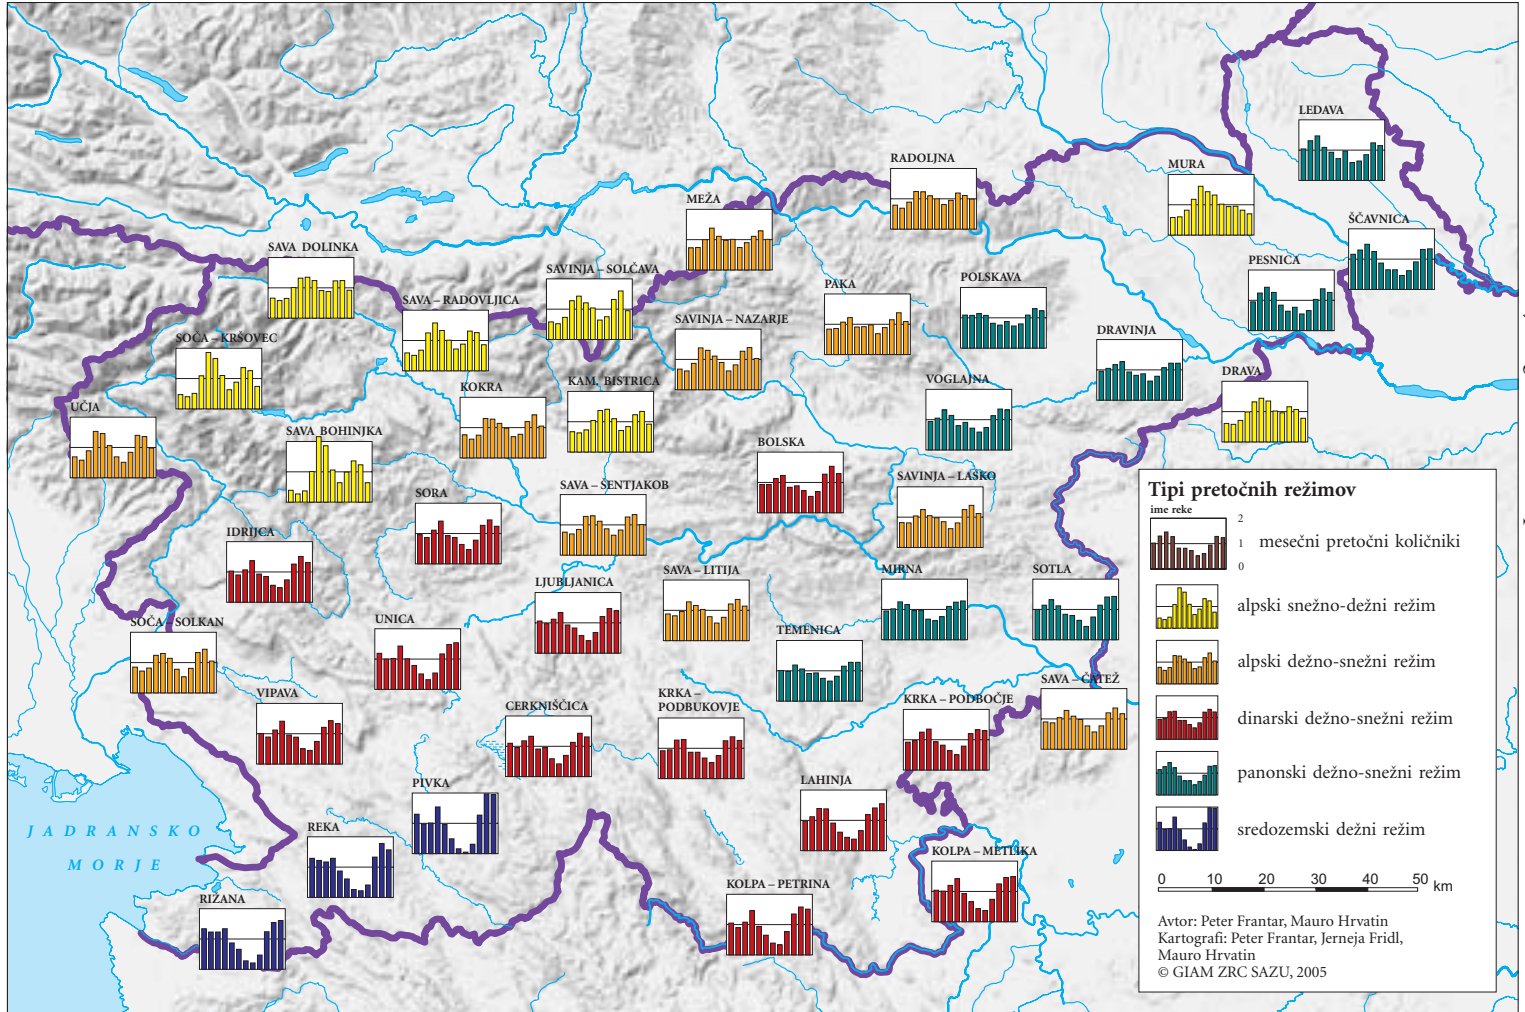 LEDAVA
RADOLJNA
MURA
MEŽA
ŠČAVNICA
SAVA DOLINKA
SAVINJA – SOLČAVA
PESNICA
PAKA
POLSKAVA
SAVA – RADOVLJICA
SAVINJA – NAZARJE
DRAVINJA
SOČA – KRŠOVEC
KOKRA
KAM. BISTRICA
VOGLAJNA
DRAVA
UČJA
SAVA BOHINJKA
BOLSKA
SORA
SAVA – ŠENTJAKOB
SAVINJA – LAŠKO
IDRIJCA
LJUBLJANICA
SAVA – LITIJA
MIRNA
SOTLA
SOČA – SOLKAN
UNICA
TEMENICA
VIPAVA
CERKNIŠČICA
KRKA –
PODBUKOVJE
KRKA – PODBOČJE
SAVA – ČATEŽ
PIVKA
LAHINJA
REKA
KOLPA – METLIKA
KOLPA – PETRINA
RIŽANA
JADRANSKO
MORJE
Tipi pretočnih režimov
ime reke
2
1
0
mesečni pretočni količniki
alpski snežno-dežni režim
alpski dežno-snežni režim
dinarski dežno-snežni režim
panonski dežno-snežni režim
sredozemski dežni režim
0 10 20 30 40 50 km
Avtor: Peter Frantar, Mauro Hrvatin
Kartografi: Peter Frantar, Jerneja Fridl,
Mauro Hrvatin
© GIAM ZRC SAZU, 2005